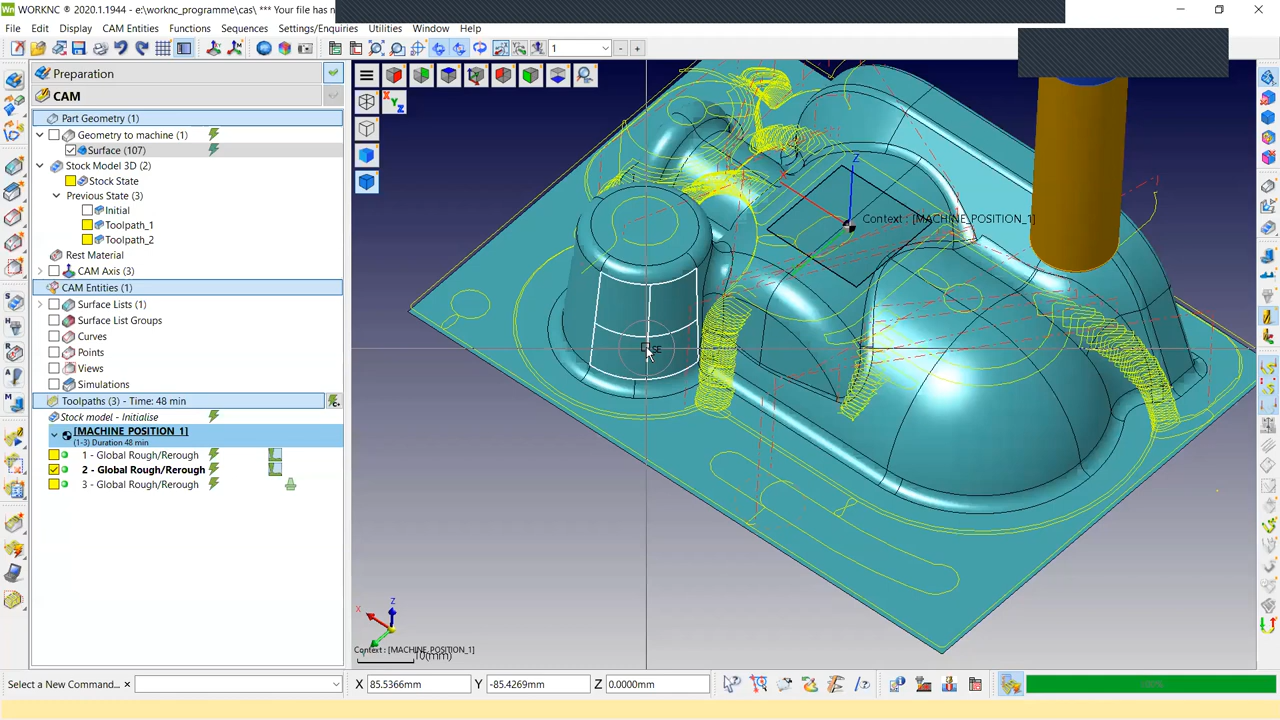 WORKNC ® 2020.1.1944 - e:\worknc_programme\cas\ *** Your file has n
File Edit Display CAM Entities Functions Sequences Settings/Enquiries Utilities Window Help
1
Preparation
CAM
Part Geometry (1)
Geometry to machine (1)
Surface (107)
Stock Model 3D (2)
Stock State
Previous State (3)
Initial
Toolpath_1
Toolpath_2
Rest Material
CAM Axis (3)
CAM Entities (1)
Surface Lists (1)
Surface List Groups
Curves
Points
Views
Simulations
Toolpaths (3) - Time: 48 min
Stock model - Initialise
[MACHINE POSITION 1]
(1-3) Duration 48 min
1 - Global Rough/Rerough
2 - Global Rough/Rerough
3 - Global Rough/Rerough
X
Y
Z
Z
Context : [MACHINE_POSITION_1]
SE
X
Z
Context : [MACHINE_POSITION_1]
10(mm)
Select a New Command...
X 85.5366mm Y -85.4269mm Z 0.0000mm